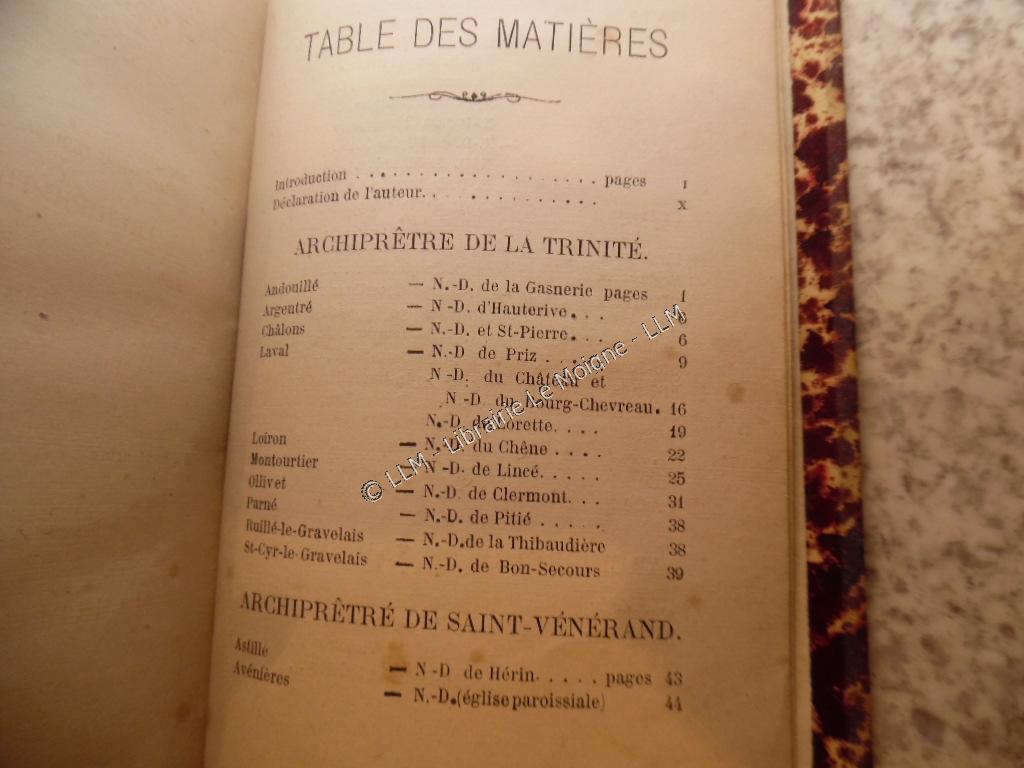 TABLE DES MATIÈRES
Introduction . . . . . . . . . . . . . . . . . . . pages I
Déclaration de l'auteur. . . . . . . . . . . . X
ARCHIPRÊTRE DE LA TRINITÉ.
Andouillé — N.-D. de la Gasnerie pages 1
Argentré — N -D. d'Hauterive. . .
Châlons — N.-D. et St-Pierre. . . 6
Laval — N.-D de Priz . . . . . 9
N -D. du Château et
N -D du Bourg-Chevreau. 16
N.-D. de Lorette. . . . 19
Loiron — N.-D. du Chêne . . . . 22
Montourtier — N -D. de Lincé. . . . . 25
Ollivet — N.-D. de Clermont. . . 31
Parné — N.-D. de Pitié . . . . . 38
Ruillé-le-Gravelais — N.-D. de la Thibaudière 38
St-Cyr-le-Gravelais — N.-D. de Bon-Secours 39
ARCHIPRÊTRÉ DE SAINT-VÉNÉRAND.
Astille — N -D de Hérin. . . . . pages 43
Avénières — N.-D. (église paroissiale) 44
© LLM - Librairie Le Moigne - LLM